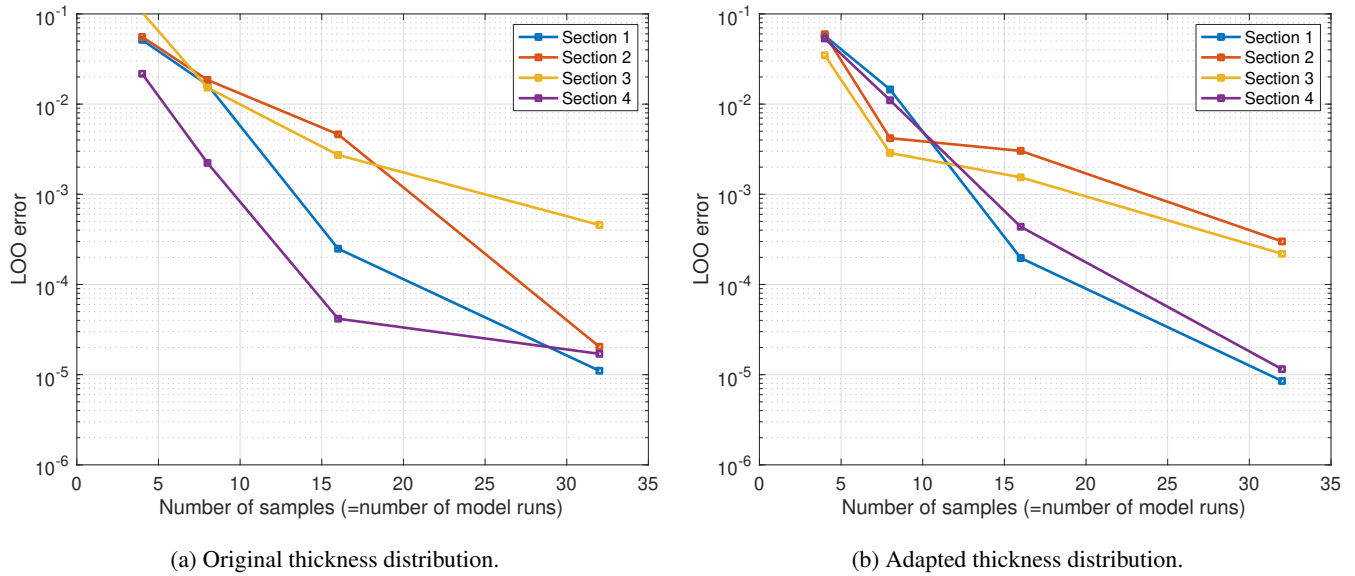 10^-1
10^-2
10^-3
10^-4
10^-5
10^-6
LOO error
0 5 10 15 20 25 30 35
Number of samples (=number of model runs)
Section 1
Section 2
Section 3
Section 4
(a) Original thickness distribution.
10^-1
10^-2
10^-3
10^-4
10^-5
10^-6
LOO error
0 5 10 15 20 25 30 35
Number of samples (=number of model runs)
Section 1
Section 2
Section 3
Section 4
(b) Adapted thickness distribution.